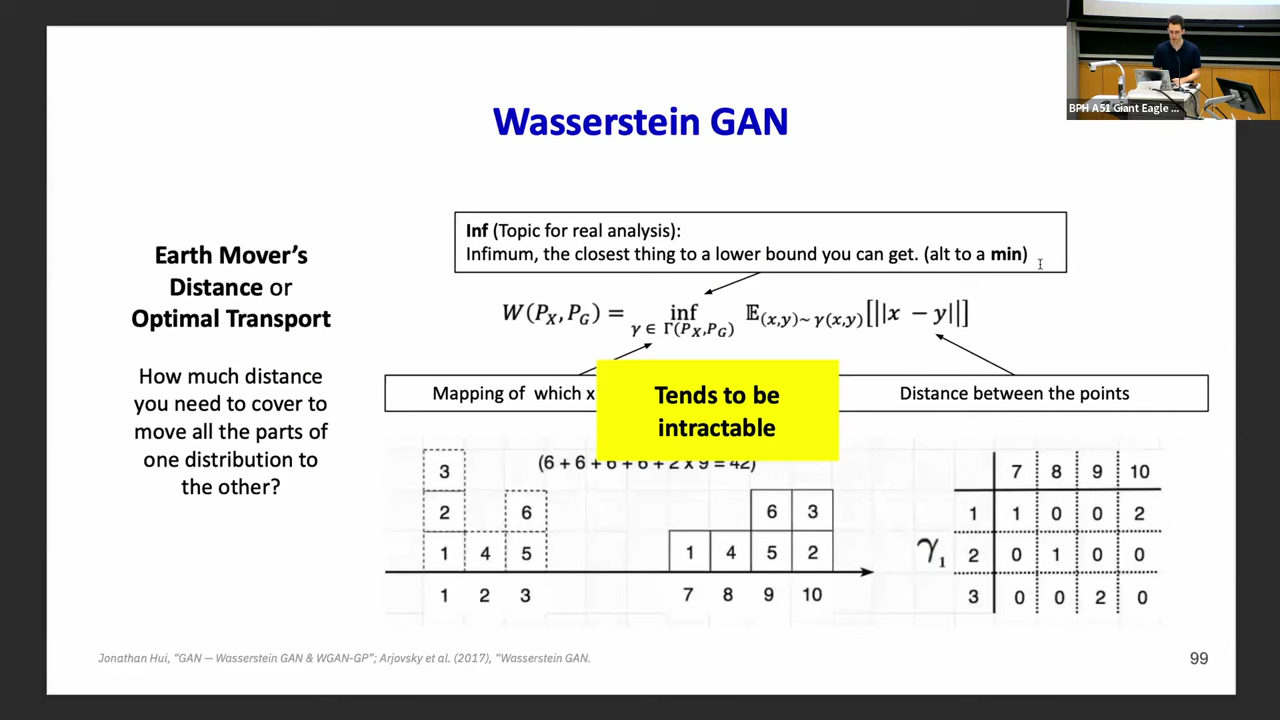 BPH A51 Giant Eagle ...
Wasserstein GAN
Earth Mover's
Distance or
Optimal Transport
How much distance
you need to cover to
move all the parts of
one distribution to
the other?
Inf (Topic for real analysis):
Infimum, the closest thing to a lower bound you can get. (alt to a min)
W(P_X, P_G) = inf_{γ ∈ Γ(P_X,P_G)} 𝔼_{(x,y)~γ(x,y)}[||x − y||]
Mapping of which x
Tends to be
intractable
Distance between the points
(6 + 6 + 6 + 6 + 2 x 9 = 42)
3
2 6
1 4 5
1 2 3
6 3
1 4 5 2
7 8 9 10
γ₁
7 8 9 10
1 1 0 0 2
2 0 1 0 0
3 0 0 2 0
Jonathan Hui, "GAN — Wasserstein GAN & WGAN-GP"; Arjovsky et al. (2017), "Wasserstein GAN.
99